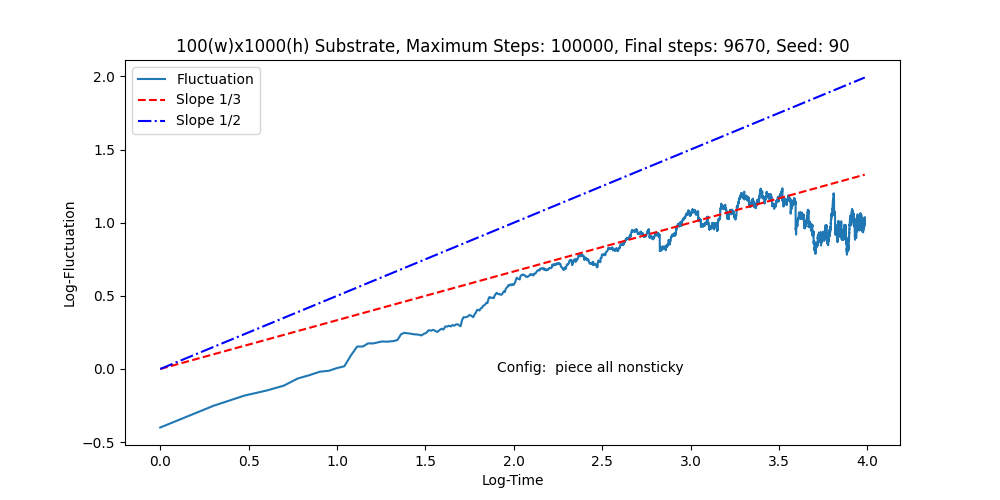 100(w)x1000(h) Substrate, Maximum Steps: 100000, Final steps: 9670, Seed: 90
Fluctuation
Slope 1/3
Slope 1/2
2.0
1.5
1.0
0.5
0.0
−0.5
Log-Fluctuation
Config:  piece all nonsticky
0.0 0.5 1.0 1.5 2.0 2.5 3.0 3.5 4.0
Log-Time